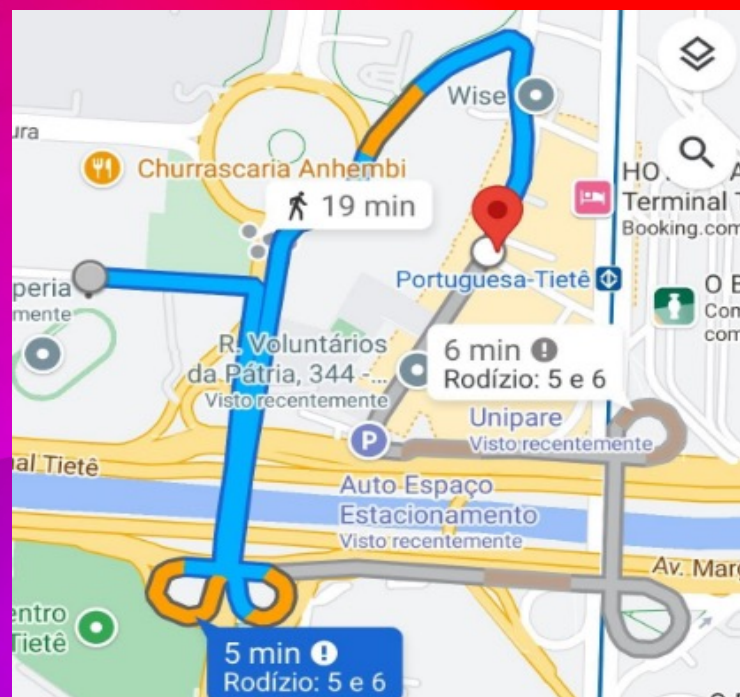 Wise
ura
Churrascaria Anhembi
19 min
HO
A
Terminal T
Booking.com
Portuguesa-Tietê
peria
mente
O E
Com
com
R. Voluntários
da Pátria, 344 -...
Visto recentemente
6 min
Rodízio: 5 e 6
Unipare
Visto recentemente
nal Tietê
P
Auto Espaço
Estacionamento
Visto recentemente
Av. Marg
entro
Tietê
5 min
Rodízio: 5 e 6